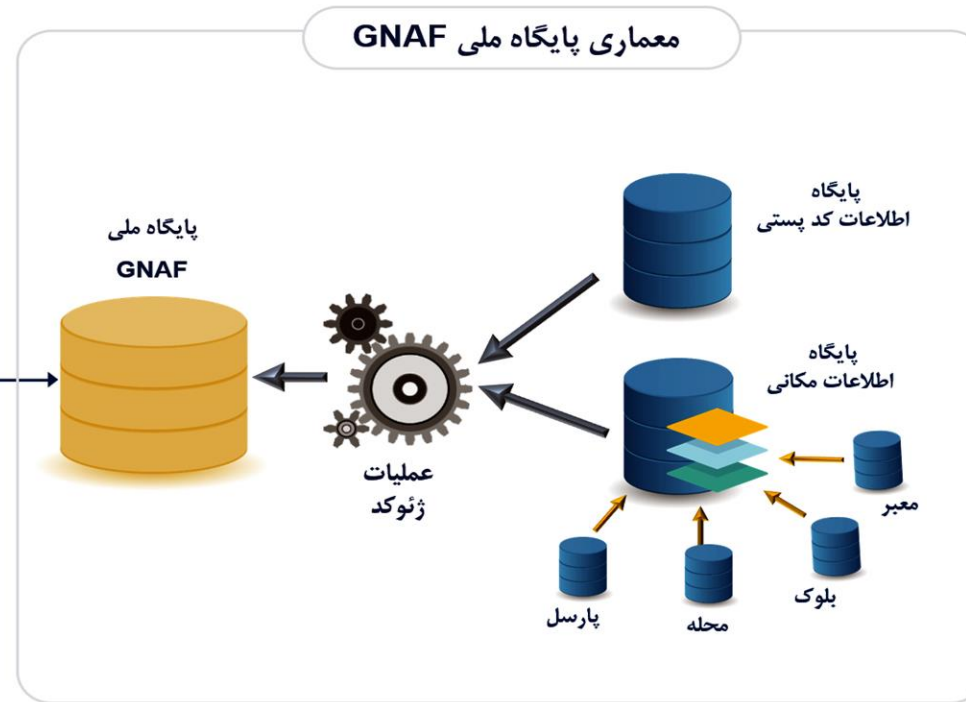 معماری پایگاه ملی GNAF
پایگاه
اطلاعات کد پستی
پایگاه ملی
GNAF
پایگاه
اطلاعات مکانی
عملیات
ژئوکد
معبر
بلوک
محله
پارسل